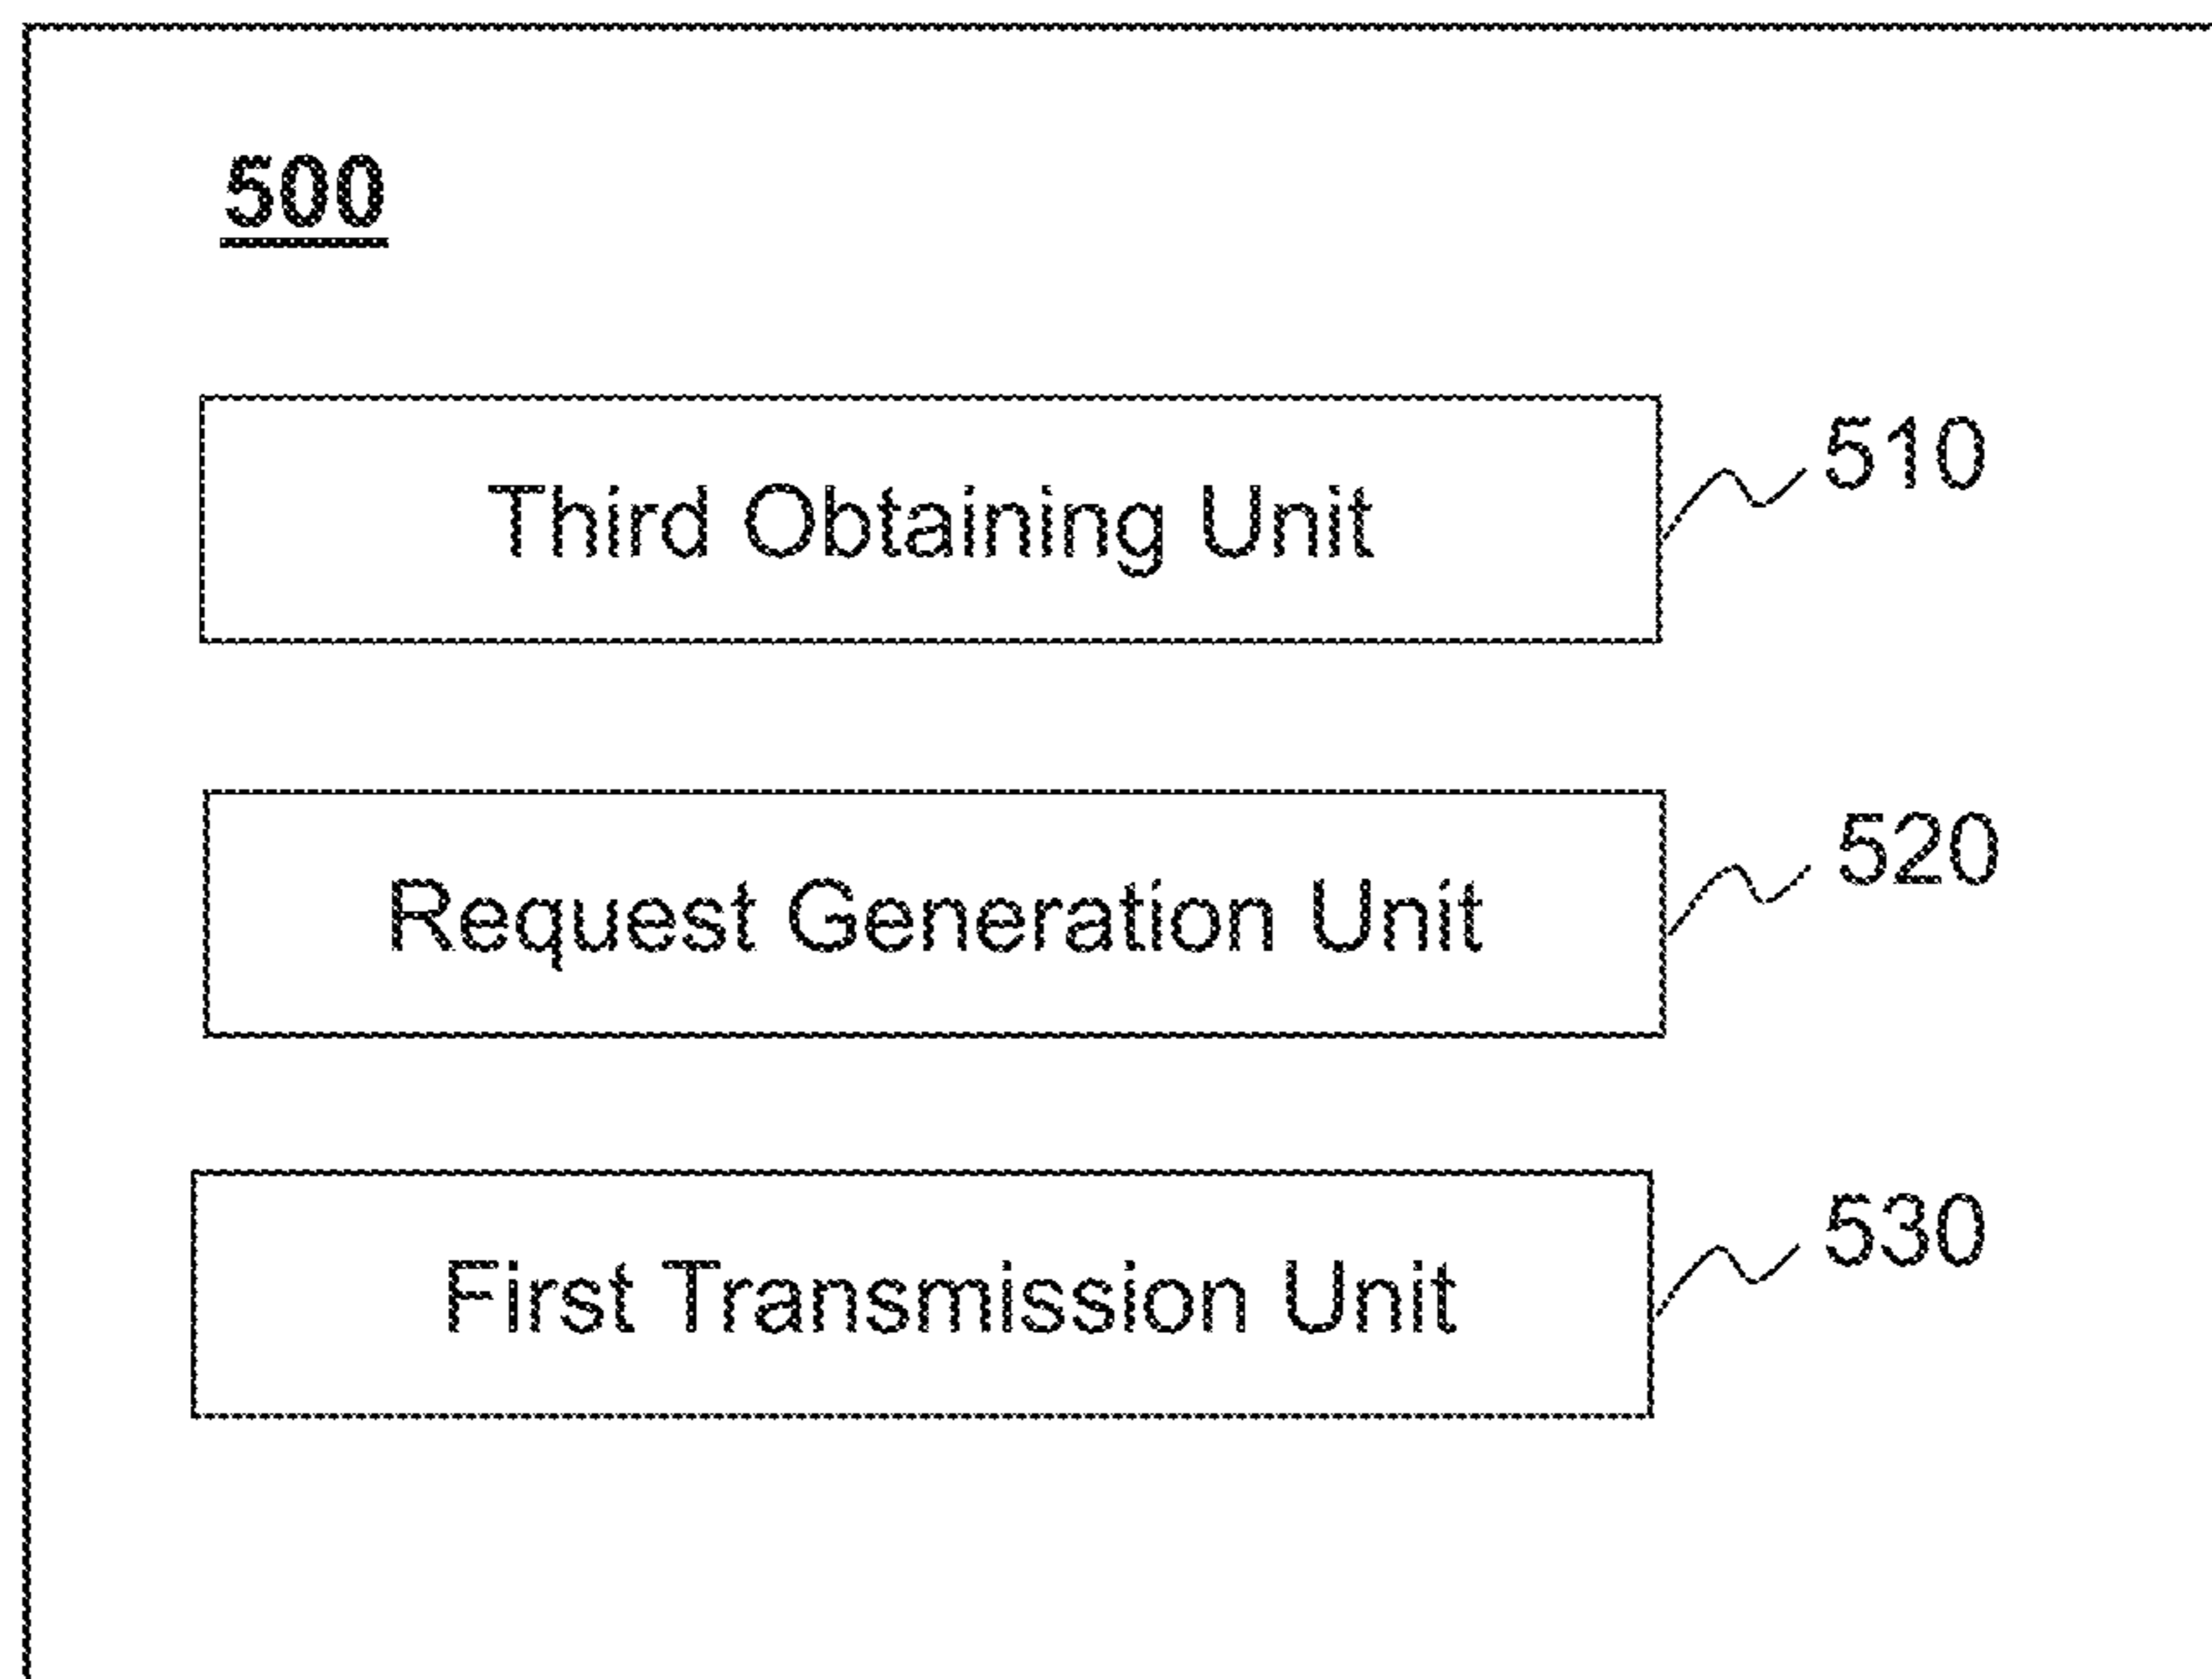 500
Third Obtaining Unit
510
Request Generation Unit
520
First Transmission Unit
530